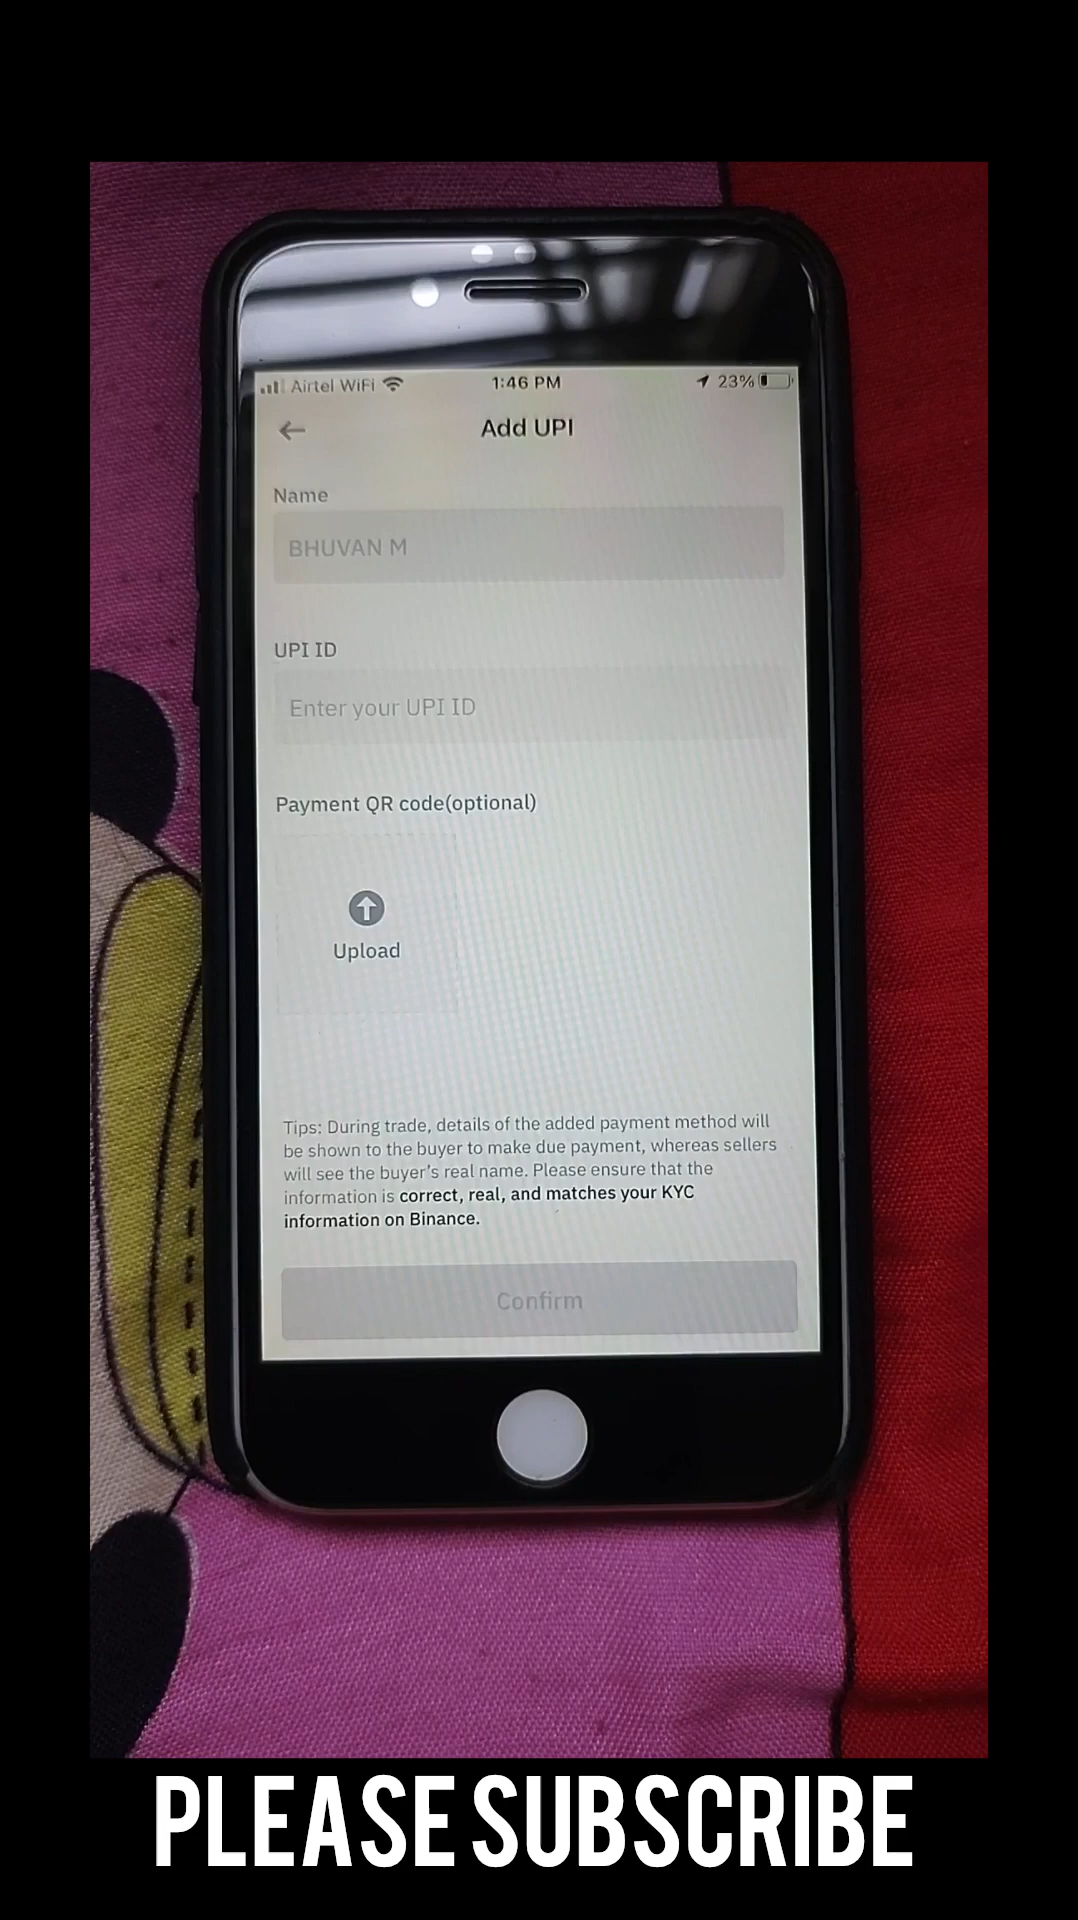 Airtel WiFi 1:46 PM 23%
Add UPI
Name
BHUVAN M
UPI ID
Enter your UPI ID
Payment QR code(optional)
Upload
Tips: During trade, details of the added payment method will
be shown to the buyer to make due payment, whereas sellers
will see the buyer's real name. Please ensure that the
information is correct, real, and matches your KYC
information on Binance.
Confirm
PLEASE SUBSCRIBE